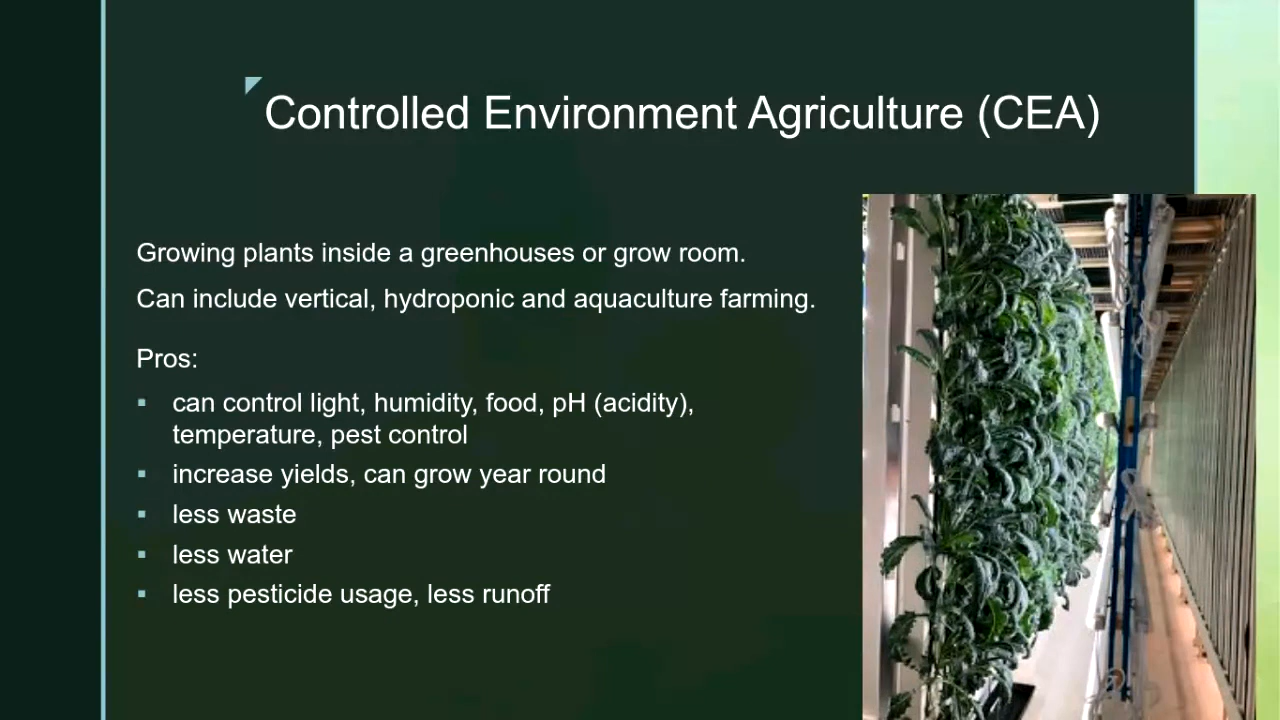 Controlled Environment Agriculture (CEA)
Growing plants inside a greenhouses or grow room.
Can include vertical, hydroponic and aquaculture farming.
Pros:
▪ can control light, humidity, food, pH (acidity),
temperature, pest control
▪ increase yields, can grow year round
▪ less waste
▪ less water
▪ less pesticide usage, less runoff